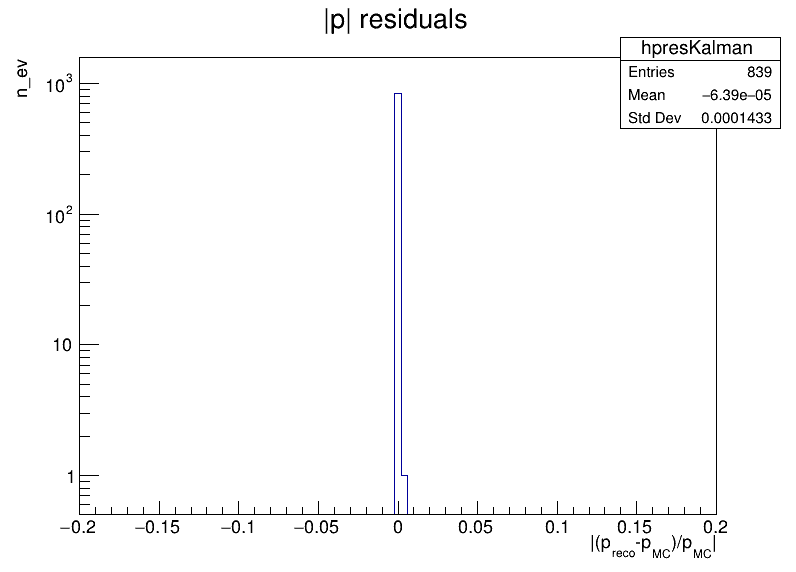 |p| residuals
hpresKalman
Entries 839
Mean −6.39e−05
Std Dev 0.0001433
n_ev
10³
10²
10
1
−0.2 −0.15 −0.1 −0.05 0 0.05 0.1 0.15 0.2
|(p_reco-p_MC)/p_MC|